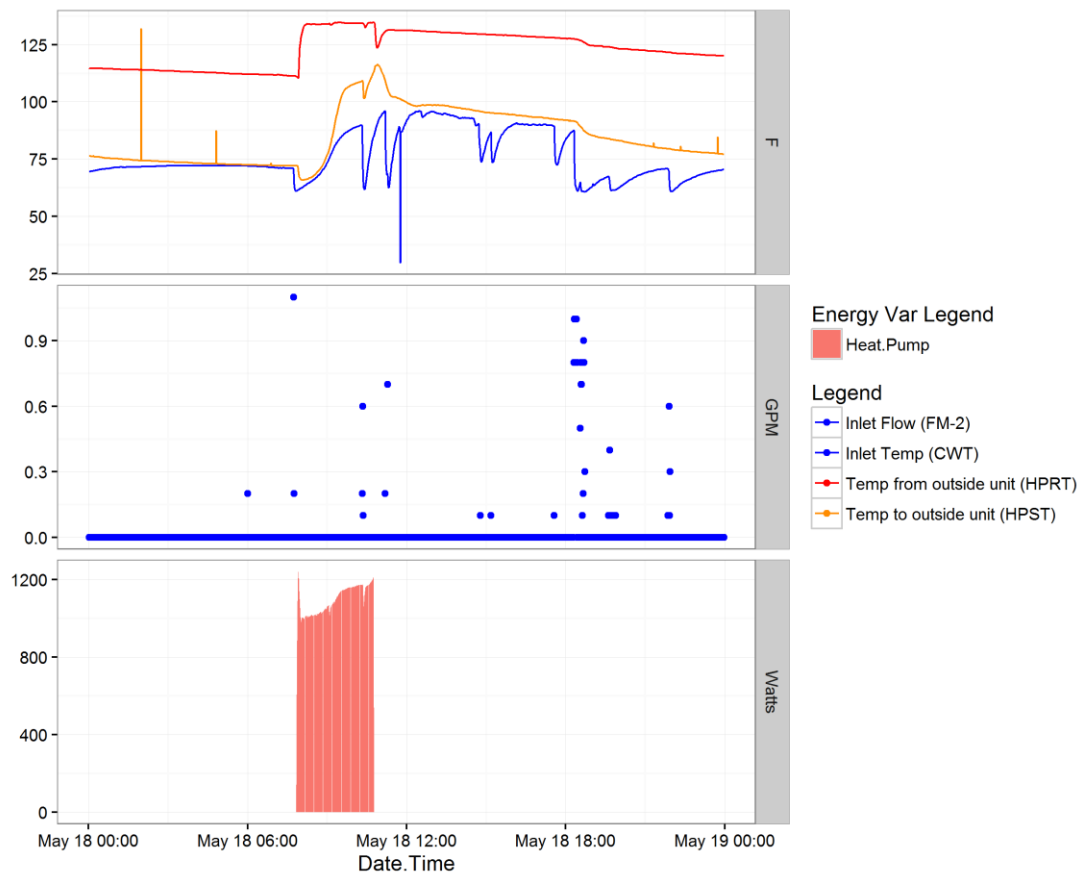 125
100
75
50
25
F
0.9
0.6
0.3
0.0
GPM
1200
800
400
0
Watts
May 18 00:00 May 18 06:00 May 18 12:00 May 18 18:00 May 19 00:00
Date.Time
Energy Var Legend
Heat.Pump
Legend
Inlet Flow (FM-2)
Inlet Temp (CWT)
Temp from outside unit (HPRT)
Temp to outside unit (HPST)